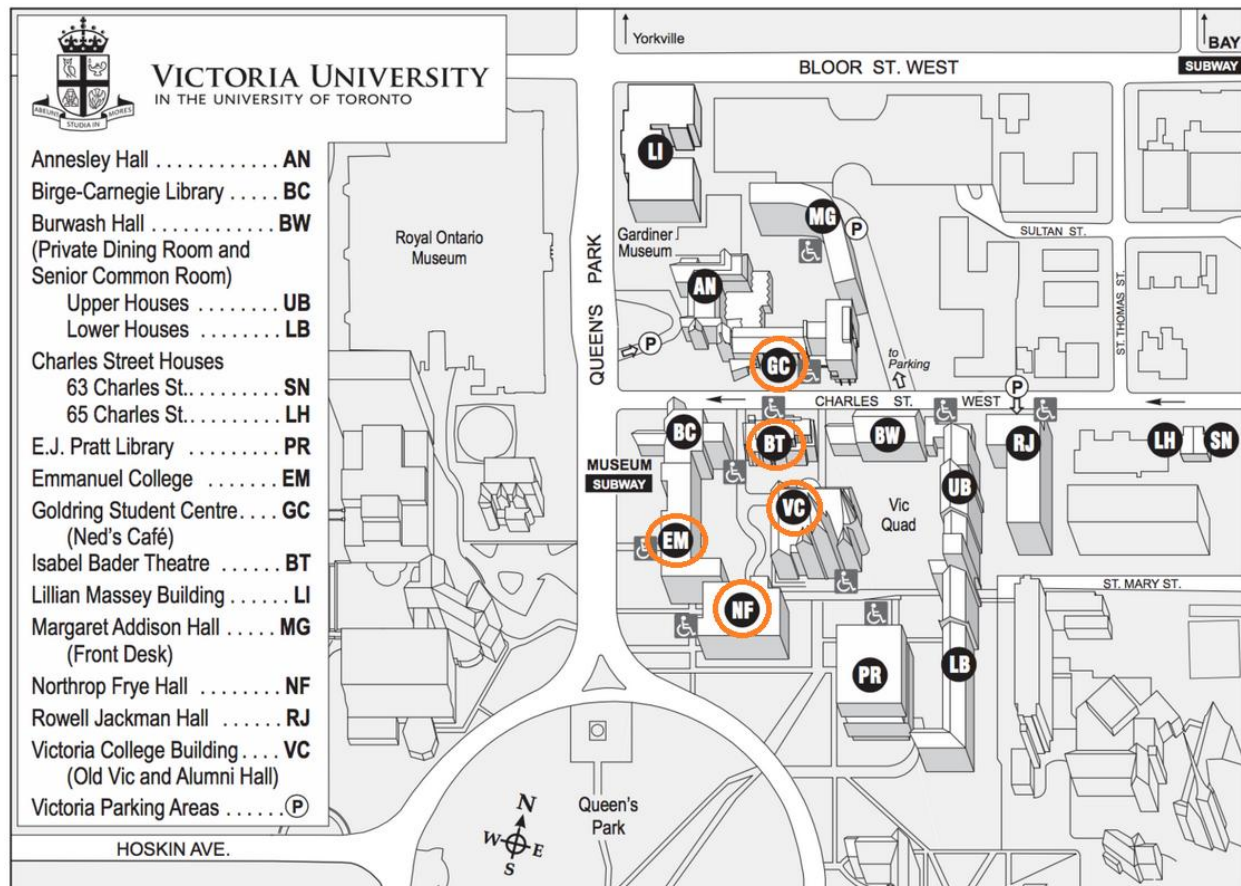 VICTORIA UNIVERSITY
IN THE UNIVERSITY OF TORONTO
ABEUNT STUDIA IN MORES
Annesley Hall . . . . . . . . . . . . AN
Birge-Carnegie Library . . . . . BC
Burwash Hall . . . . . . . . . . . . BW
(Private Dining Room and
Senior Common Room)
Upper Houses . . . . . . . . UB
Lower Houses . . . . . . . . LB
Charles Street Houses
63 Charles St.. . . . . . . . . SN
65 Charles St.. . . . . . . . . LH
E.J. Pratt Library . . . . . . . . . PR
Emmanuel College . . . . . . . EM
Goldring Student Centre. . . . GC
(Ned's Café)
Isabel Bader Theatre . . . . . . BT
Lillian Massey Building . . . . . . LI
Margaret Addison Hall . . . . . MG
(Front Desk)
Northrop Frye Hall . . . . . . . . NF
Rowell Jackman Hall . . . . . . RJ
Victoria College Building . . . . VC
(Old Vic and Alumni Hall)
Victoria Parking Areas . . . . . . P
HOSKIN AVE.
Yorkville
BLOOR ST. WEST
BAY
SUBWAY
LI
MG
P
Gardiner
Museum
SULTAN ST.
Royal Ontario
Museum
QUEEN'S PARK
AN
ST. THOMAS ST.
P
GC
to
Parking
P
CHARLES ST. WEST
BC
BT
BW
RJ
LH
SN
MUSEUM
SUBWAY
UB
VC
Vic
Quad
EM
ST. MARY ST.
NF
PR
LB
Queen's
Park
N
W
E
S